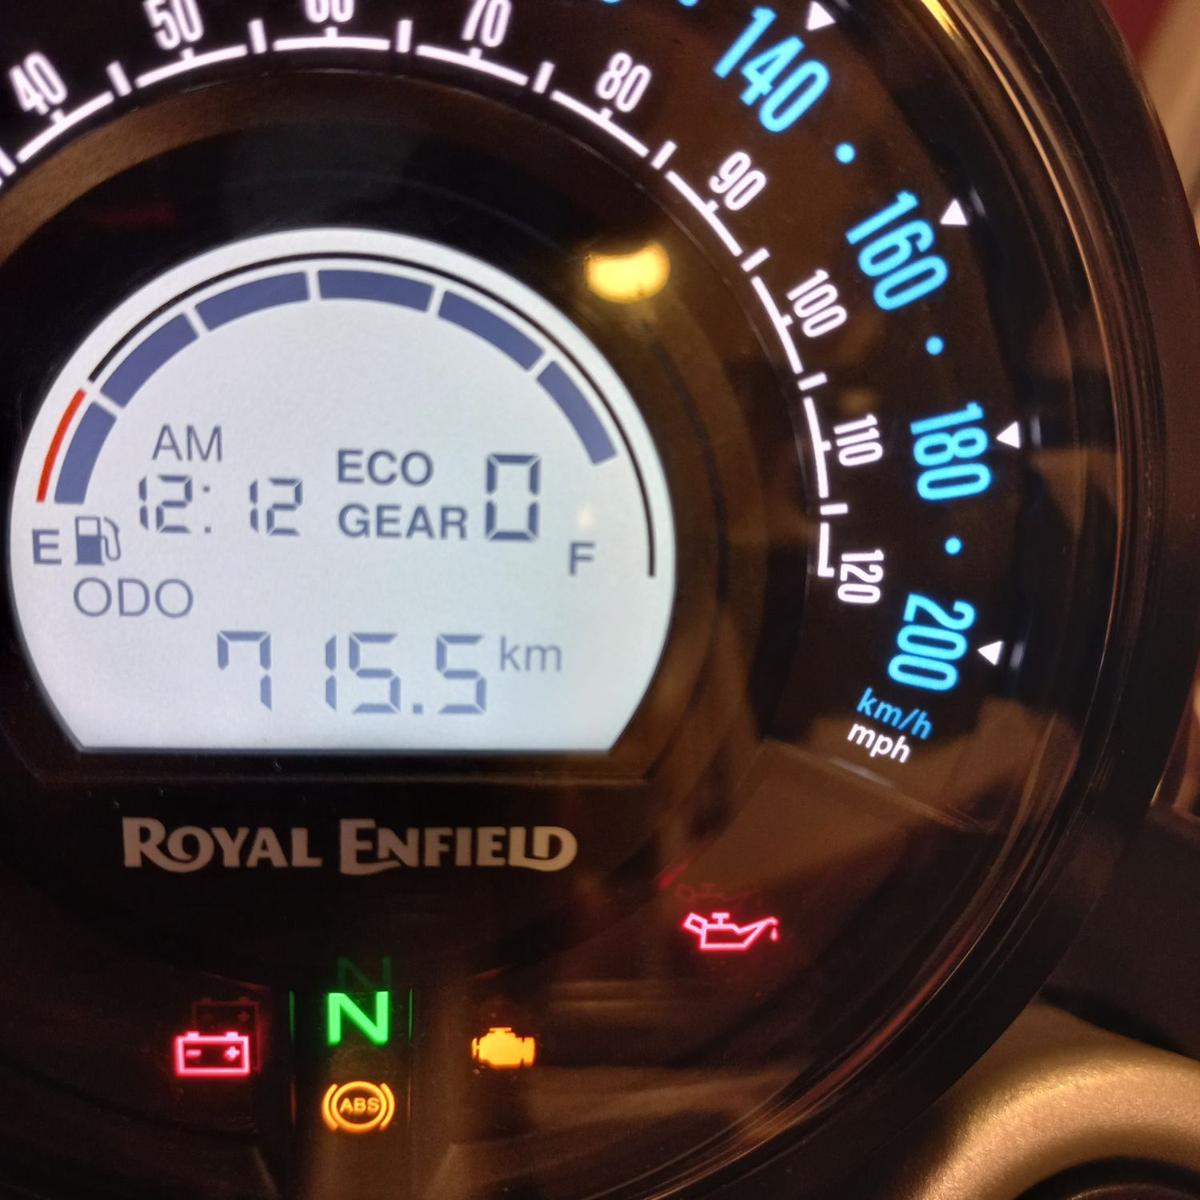 40 50 60 70 80 90 100 110 120
140 160 180 200
km/h
mph
AM
12:12
ECO
GEAR 0
E F
ODO
715.5 km
ROYAL ENFIELD
N
ABS